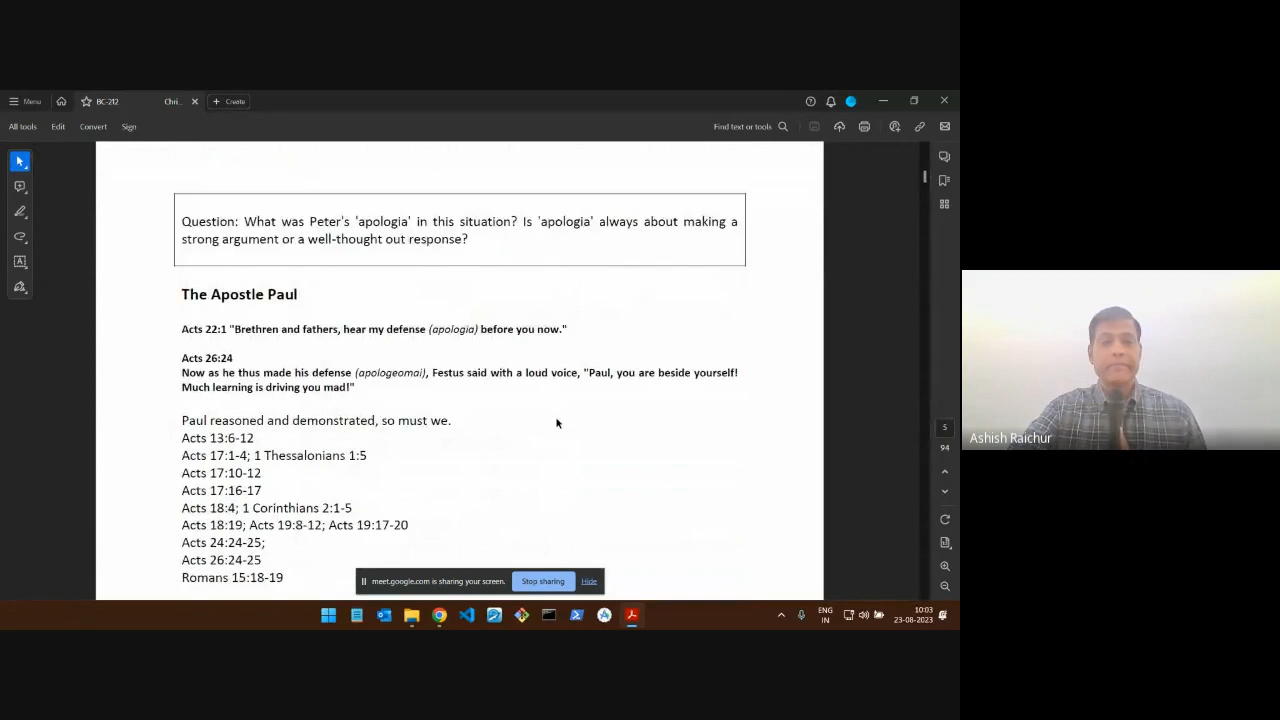 Menu
BC-212 Chri...
Create
All tools
Edit
Convert
Sign
Find text or tools
Question: What was Peter's 'apologia' in this situation? Is 'apologia' always about making a
strong argument or a well-thought out response?
The Apostle Paul
Acts 22:1 "Brethren and fathers, hear my defense (apologia) before you now."
Acts 26:24
Now as he thus made his defense (apologeomai), Festus said with a loud voice, "Paul, you are beside yourself!
Much learning is driving you mad!"
Paul reasoned and demonstrated, so must we.
Acts 13:6-12
Acts 17:1-4; 1 Thessalonians 1:5
Acts 17:10-12
Acts 17:16-17
Acts 18:4; 1 Corinthians 2:1-5
Acts 18:19; Acts 19:8-12; Acts 19:17-20
Acts 24:24-25;
Acts 26:24-25
Romans 15:18-19
5
94
meet.google.com is sharing your screen.
Stop sharing
Hide
ENG
IN
10:03
23-08-2023
Ashish Raichur